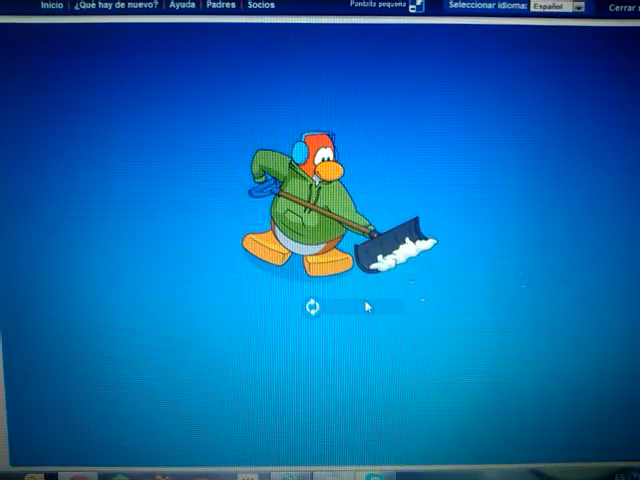 Inicio ¿Qué hay de nuevo? Ayuda Padres Socios Pantalla pequeña Seleccionar idioma: Español Cerrar